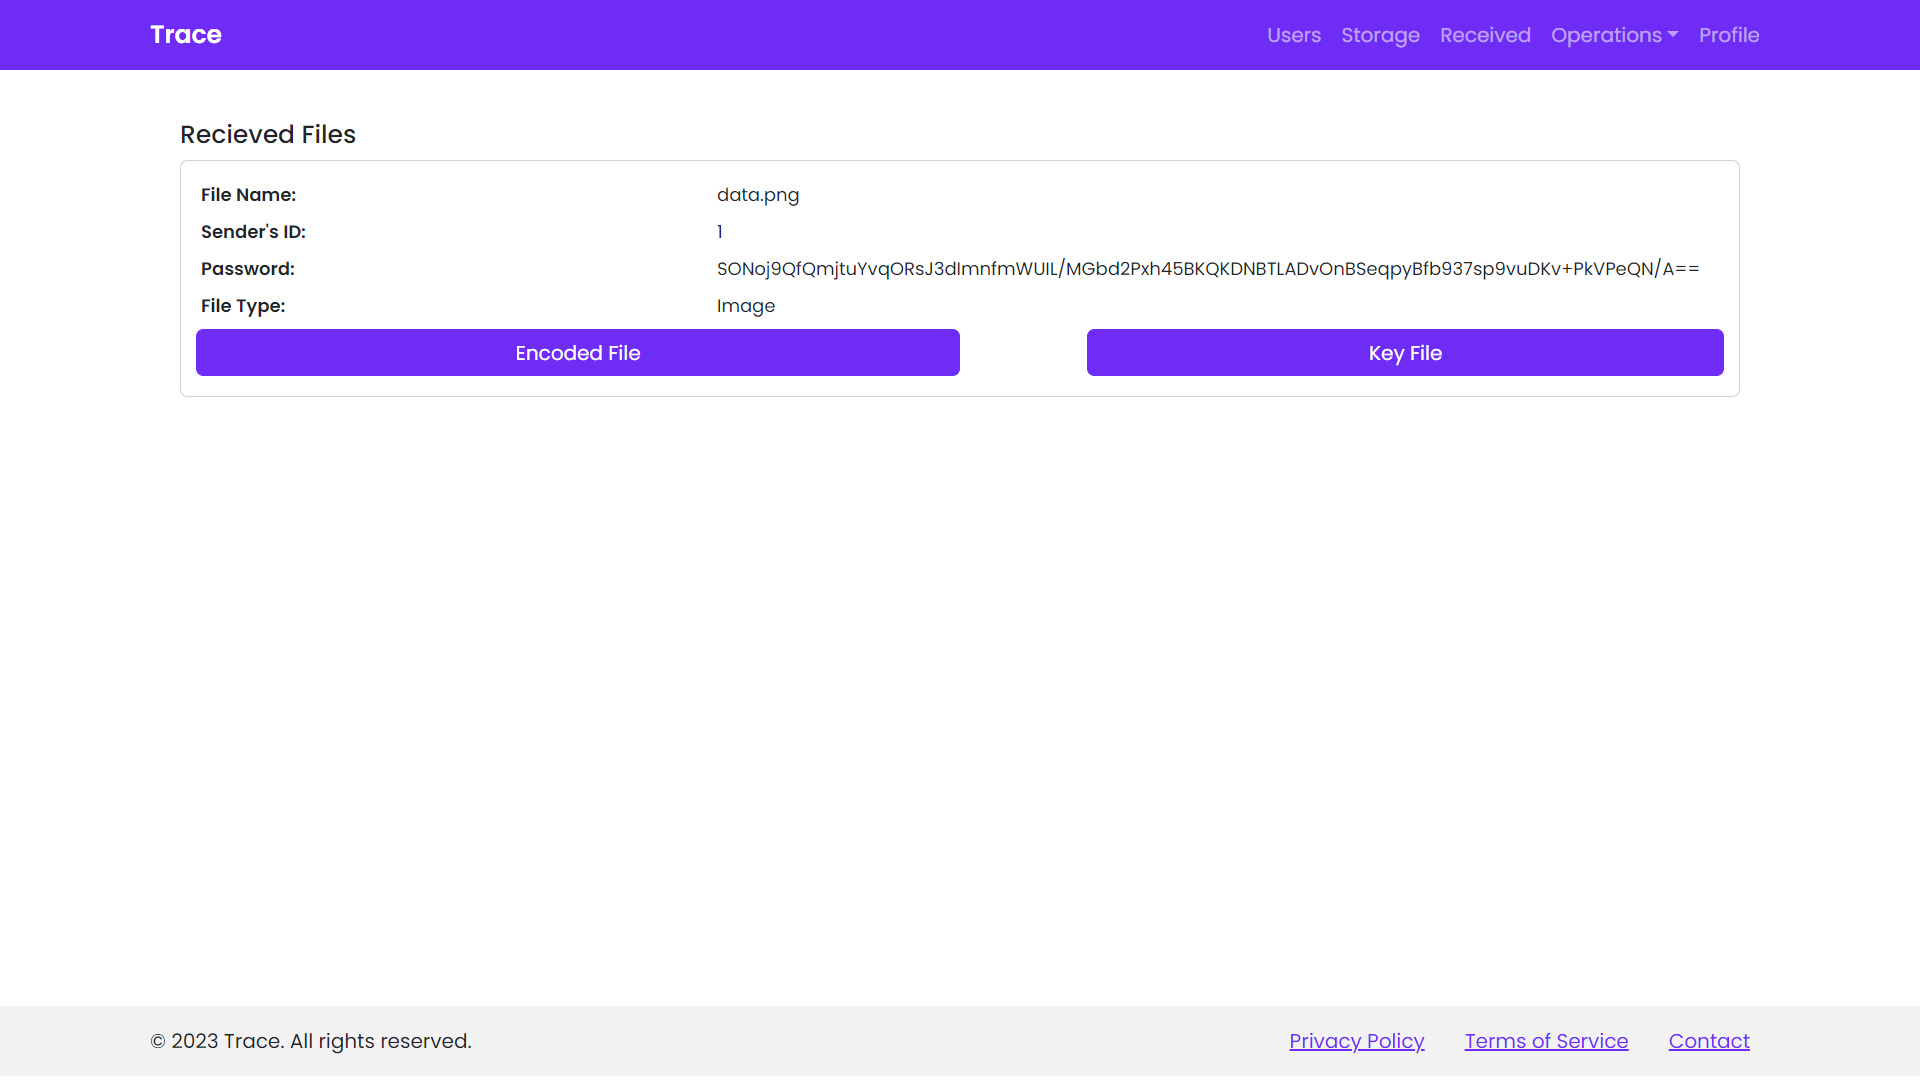 Trace
Users Storage Received Operations Profile
Recieved Files
File Name: data.png
Sender's ID: 1
Password: SONoj9QfQmjtuYvqORsJ3dImnfmWUIL/MGbd2Pxh45BKQKDNBTLADvOnBSeqpyBfb937sp9vuDKv+PkVPeQN/A==
File Type: Image
Encoded File Key File
© 2023 Trace. All rights reserved.
Privacy Policy Terms of Service Contact